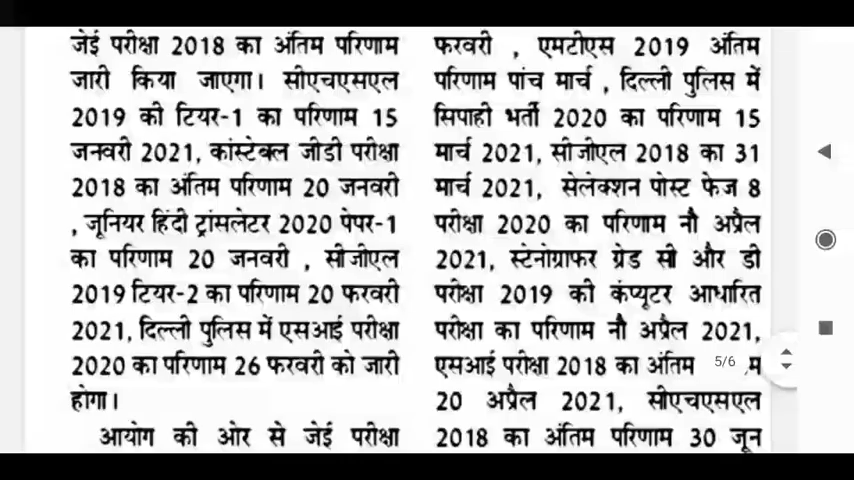 जेई परीक्षा 2018 का अंतिम परिणाम
जारी किया जाएगा। सीएचएसएल
2019 की टियर-1 का परिणाम 15
जनवरी 2021, कांस्टेबल जीडी परीक्षा
2018 का अंतिम परिणाम 20 जनवरी
, जूनियर हिंदी ट्रांसलेटर 2020 पेपर-1
का परिणाम 20 जनवरी , सीजीएल
2019 टियर-2 का परिणाम 20 फरवरी
2021, दिल्ली पुलिस में एसआई परीक्षा
2020 का परिणाम 26 फरवरी को जारी
होगा।
आयोग की ओर से जेई परीक्षा
फरवरी , एमटीएस 2019 अंतिम
परिणाम पांच मार्च , दिल्ली पुलिस में
सिपाही भर्ती 2020 का परिणाम 15
मार्च 2021, सीजीएल 2018 का 31
मार्च 2021, सेलेक्शन पोस्ट फेज 8
परीक्षा 2020 का परिणाम नौ अप्रैल
2021, स्टेनोग्राफर ग्रेड सी और डी
परीक्षा 2019 की कंप्यूटर आधारित
परीक्षा का परिणाम नौ अप्रैल 2021,
एसआई परीक्षा 2018 का अंतिम
20 अप्रैल 2021, सीएचएसएल
2018 का अंतिम परिणाम 30 जून
5/6